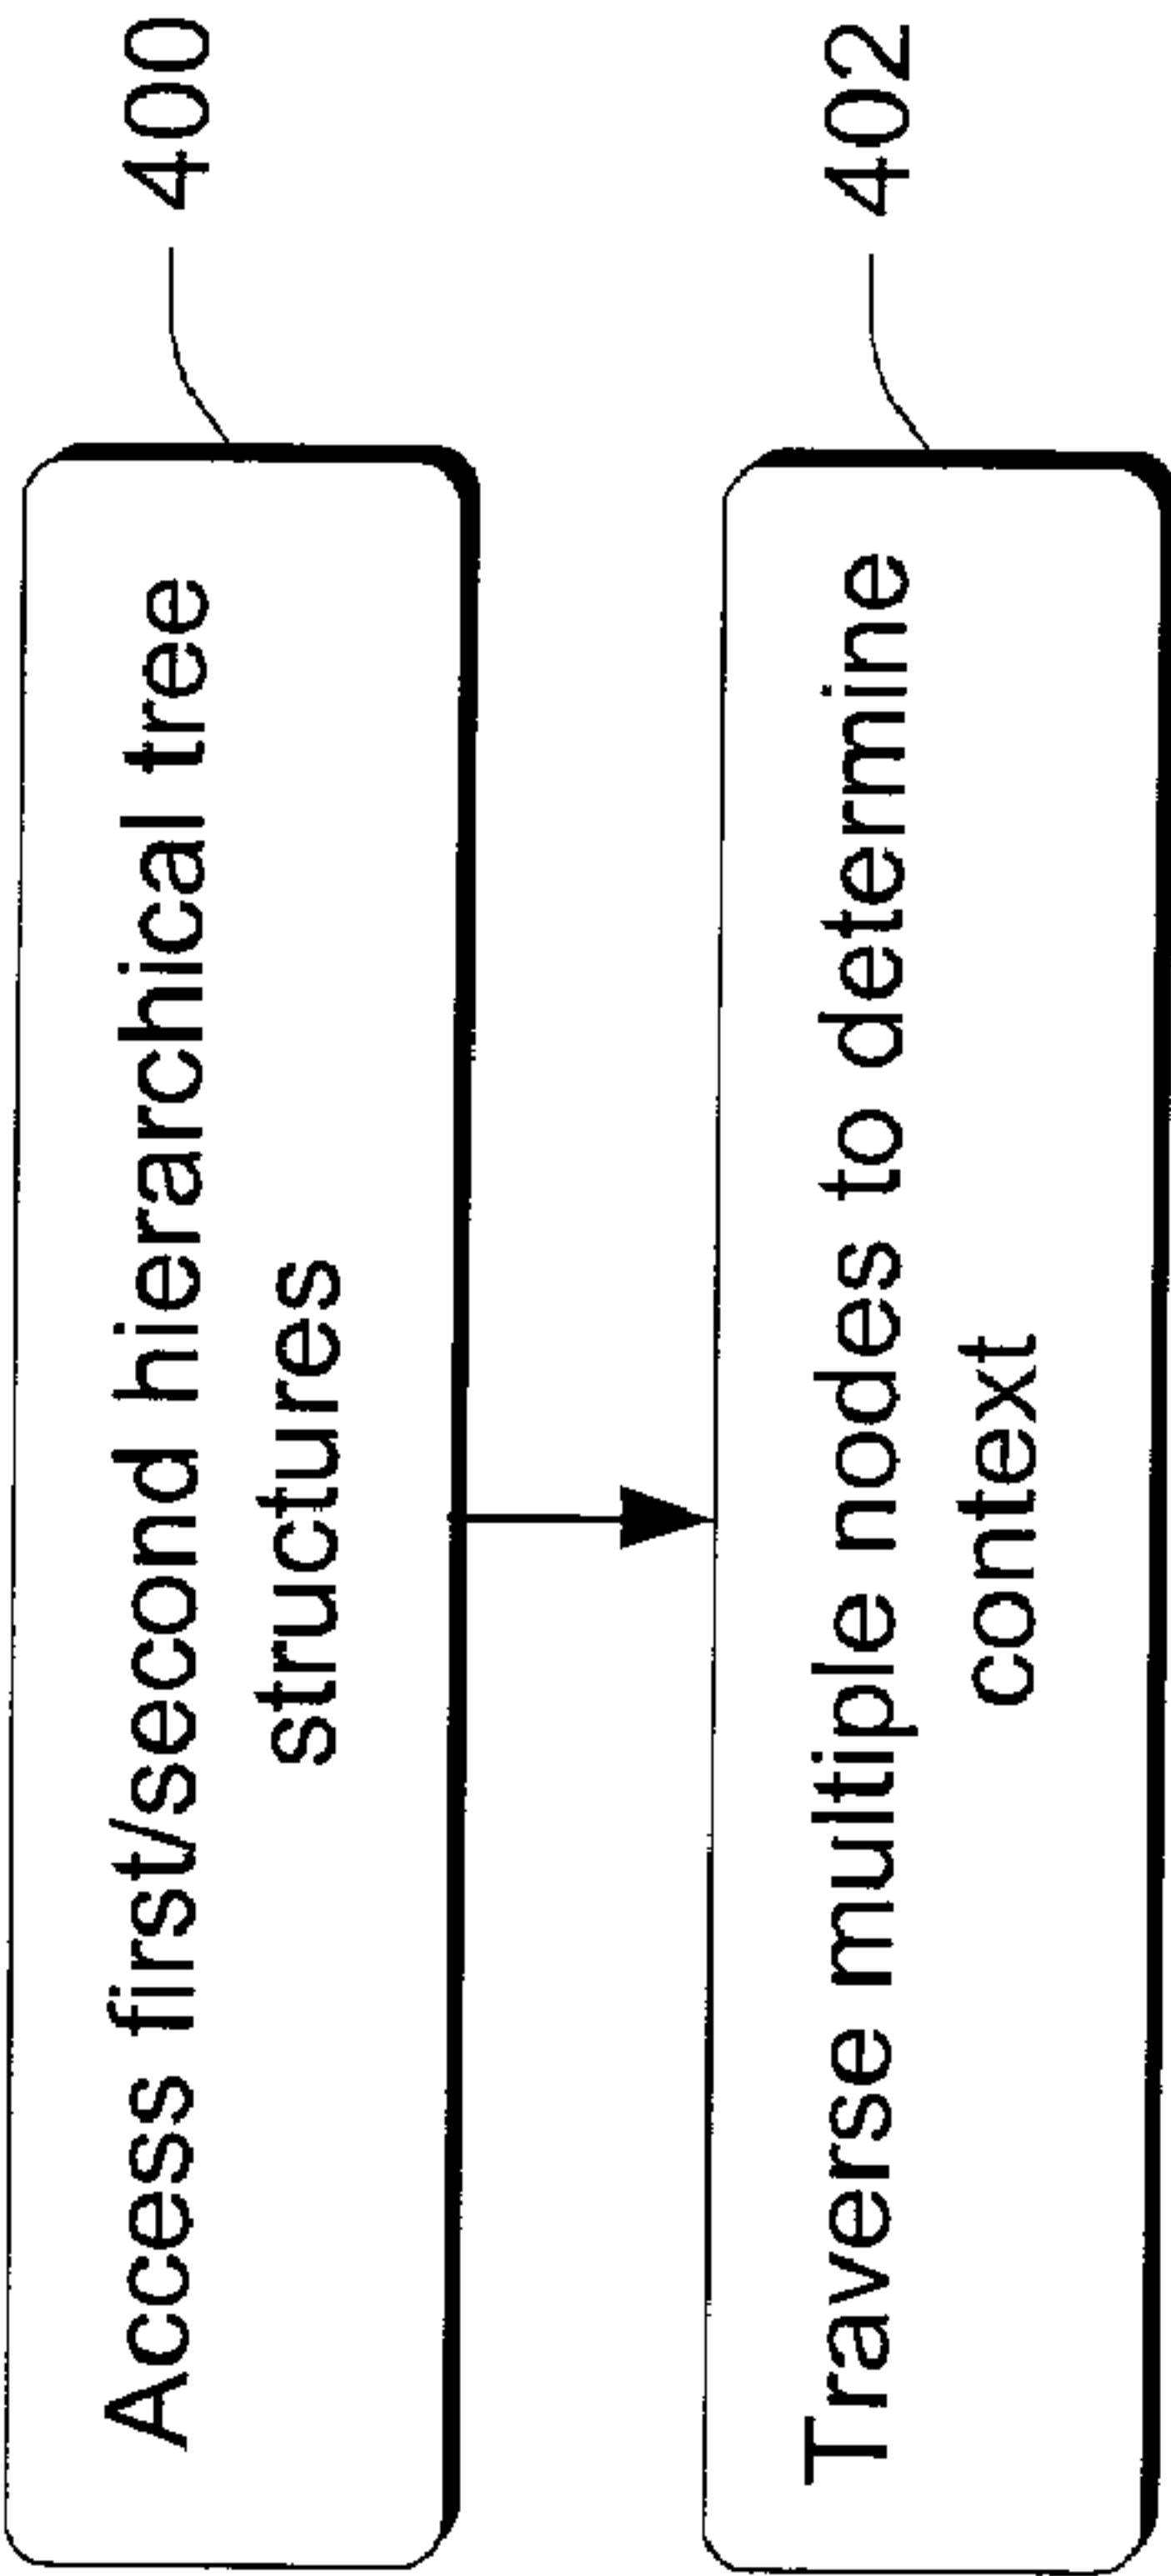 Access first/second hierarchical tree
structures
400
Traverse multiple nodes to determine
context
402